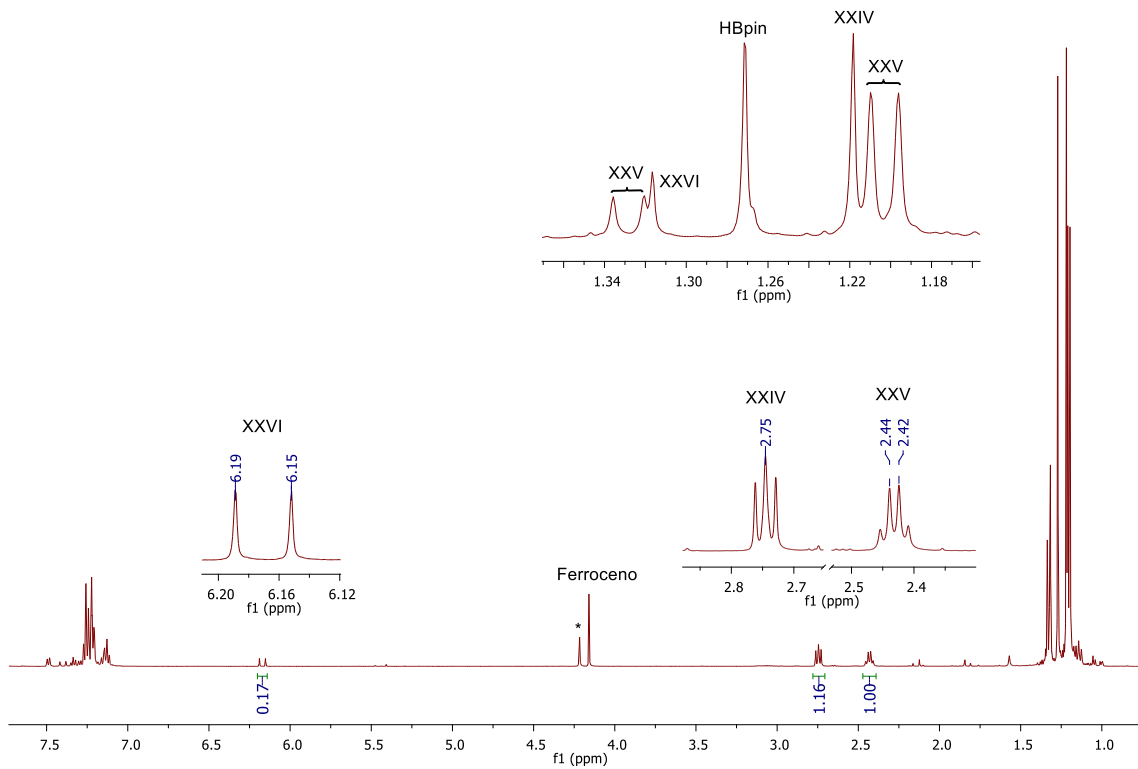 HBpin
XXIV
XXV
XXV
XXVI
1.34
1.30
1.26
1.22
1.18
f1 (ppm)
XXVI
6.19
6.15
6.20
6.16
6.12
f1 (ppm)
XXIV
2.75
XXV
2.44
2.42
2.8
2.7
2.5
2.4
f1 (ppm)
Ferroceno
*
0.17
1.16
1.00
7.5
7.0
6.5
6.0
5.5
5.0
4.5
4.0
3.5
3.0
2.5
2.0
1.5
1.0
f1 (ppm)